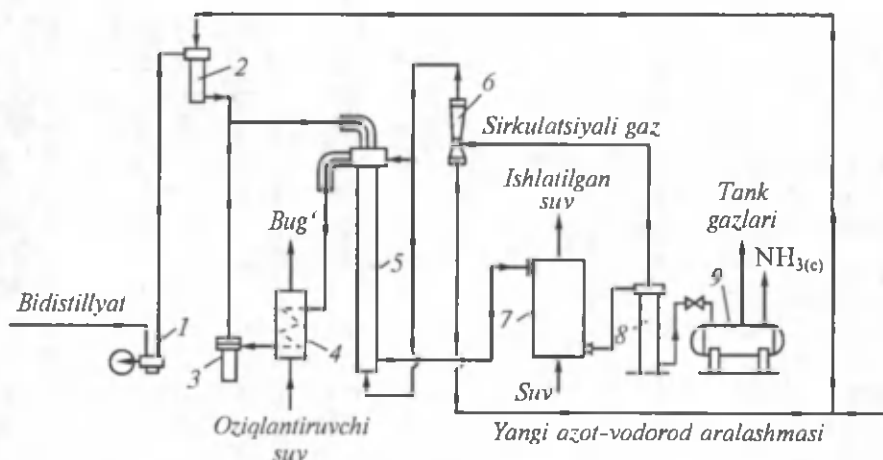 2
6
Sirkulatsiyali gaz
Ishlatilgan
suv
Tank
gazlari
Bug‘
5
NH3(c)
9
Bidistillyat
1
7
8
3
4
Suv
Oziqlantiruvchi
suv
Yangi azot-vodorod aralashmasi